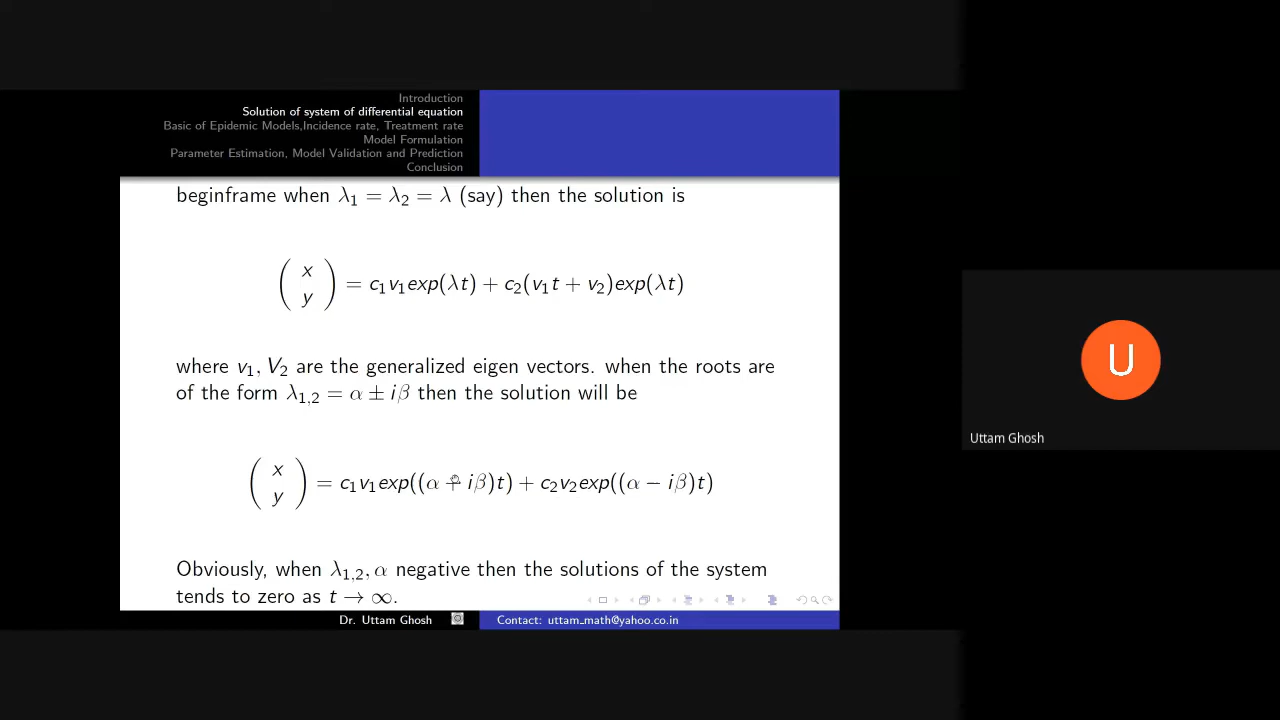 Introduction
Solution of system of differential equation
Basic of Epidemic Models,Incidence rate, Treatment rate
Model Formulation
Parameter Estimation, Model Validation and Prediction
Conclusion
beginframe when λ₁ = λ₂ = λ (say) then the solution is
( x y ) = c₁v₁exp(λt) + c₂(v₁t + v₂)exp(λt)
where v₁, V₂ are the generalized eigen vectors. when the roots are
of the form λ₁,₂ = α ± iβ then the solution will be
( x y ) = c₁v₁exp((α + iβ)t) + c₂v₂exp((α − iβ)t)
Obviously, when λ₁,₂, α negative then the solutions of the system
tends to zero as t → ∞.
Dr. Uttam Ghosh
Contact: uttam_math@yahoo.co.in
U
Uttam Ghosh